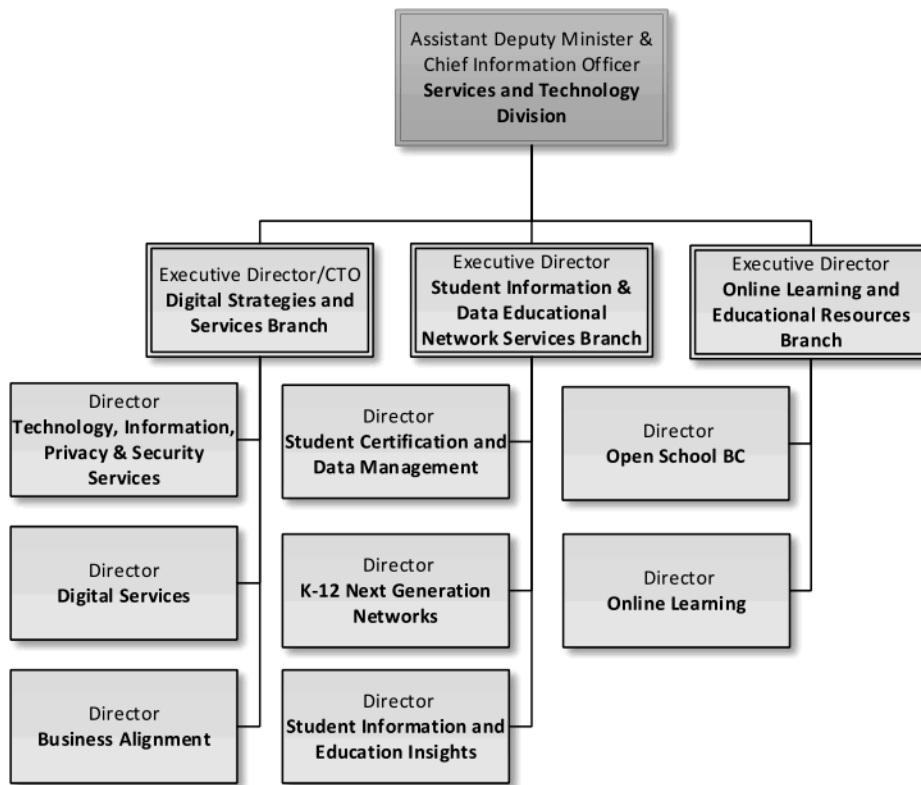 Assistant Deputy Minister &
Chief Information Officer
Services and Technology
Division
Executive Director/CTO
Digital Strategies and
Services Branch
Executive Director
Student Information &
Data Educational
Network Services Branch
Executive Director
Online Learning and
Educational Resources
Branch
Director
Technology, Information,
Privacy & Security
Services
Director
Student Certification and
Data Management
Director
Open School BC
Director
Digital Services
Director
K-12 Next Generation
Networks
Director
Online Learning
Director
Business Alignment
Director
Student Information and
Education Insights